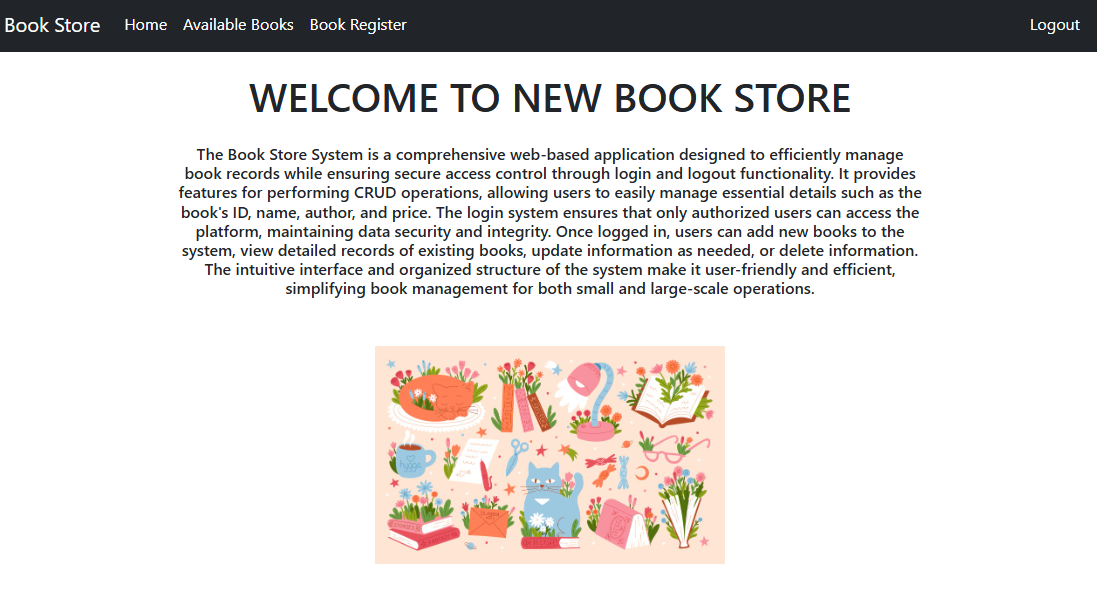 Book Store Home Available Books Book Register Logout
WELCOME TO NEW BOOK STORE
The Book Store System is a comprehensive web-based application designed to efficiently manage
book records while ensuring secure access control through login and logout functionality. It provides
features for performing CRUD operations, allowing users to easily manage essential details such as the
book's ID, name, author, and price. The login system ensures that only authorized users can access the
platform, maintaining data security and integrity. Once logged in, users can add new books to the
system, view detailed records of existing books, update information as needed, or delete information.
The intuitive interface and organized structure of the system make it user-friendly and efficient,
simplifying book management for both small and large-scale operations.
hygge